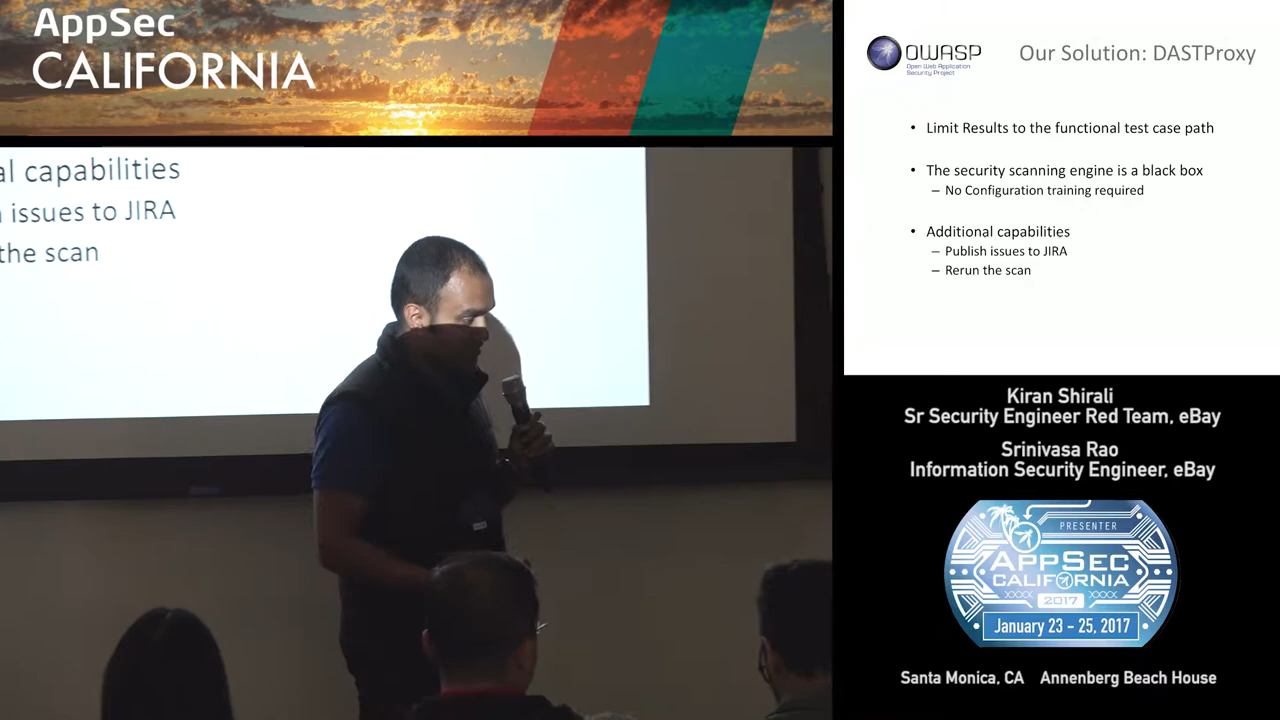 AppSec
CALIFORNIA
al capabilities
issues to JIRA
the scan
OWASP
Open Web Application
Security Project
Our Solution: DASTProxy
• Limit Results to the functional test case path
• The security scanning engine is a black box
– No Configuration training required
• Additional capabilities
– Publish issues to JIRA
– Rerun the scan
Kiran Shirali
Sr Security Engineer Red Team, eBay
Srinivasa Rao
Information Security Engineer, eBay
PRESENTER
APPSEC
CALIFORNIA
2017
January 23 - 25, 2017
Santa Monica, CA Annenberg Beach House